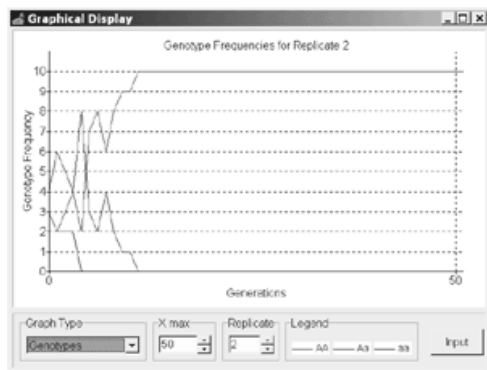 Graphical Display
Genotype Frequencies for Replicate 2
Genotype Frequency
10
9
8
7
6
5
4
3
2
1
0
0
50
Generations
Graph Type
Genotypes
X max
50
Replicate
2
Legend
AA
Aa
aa
Input